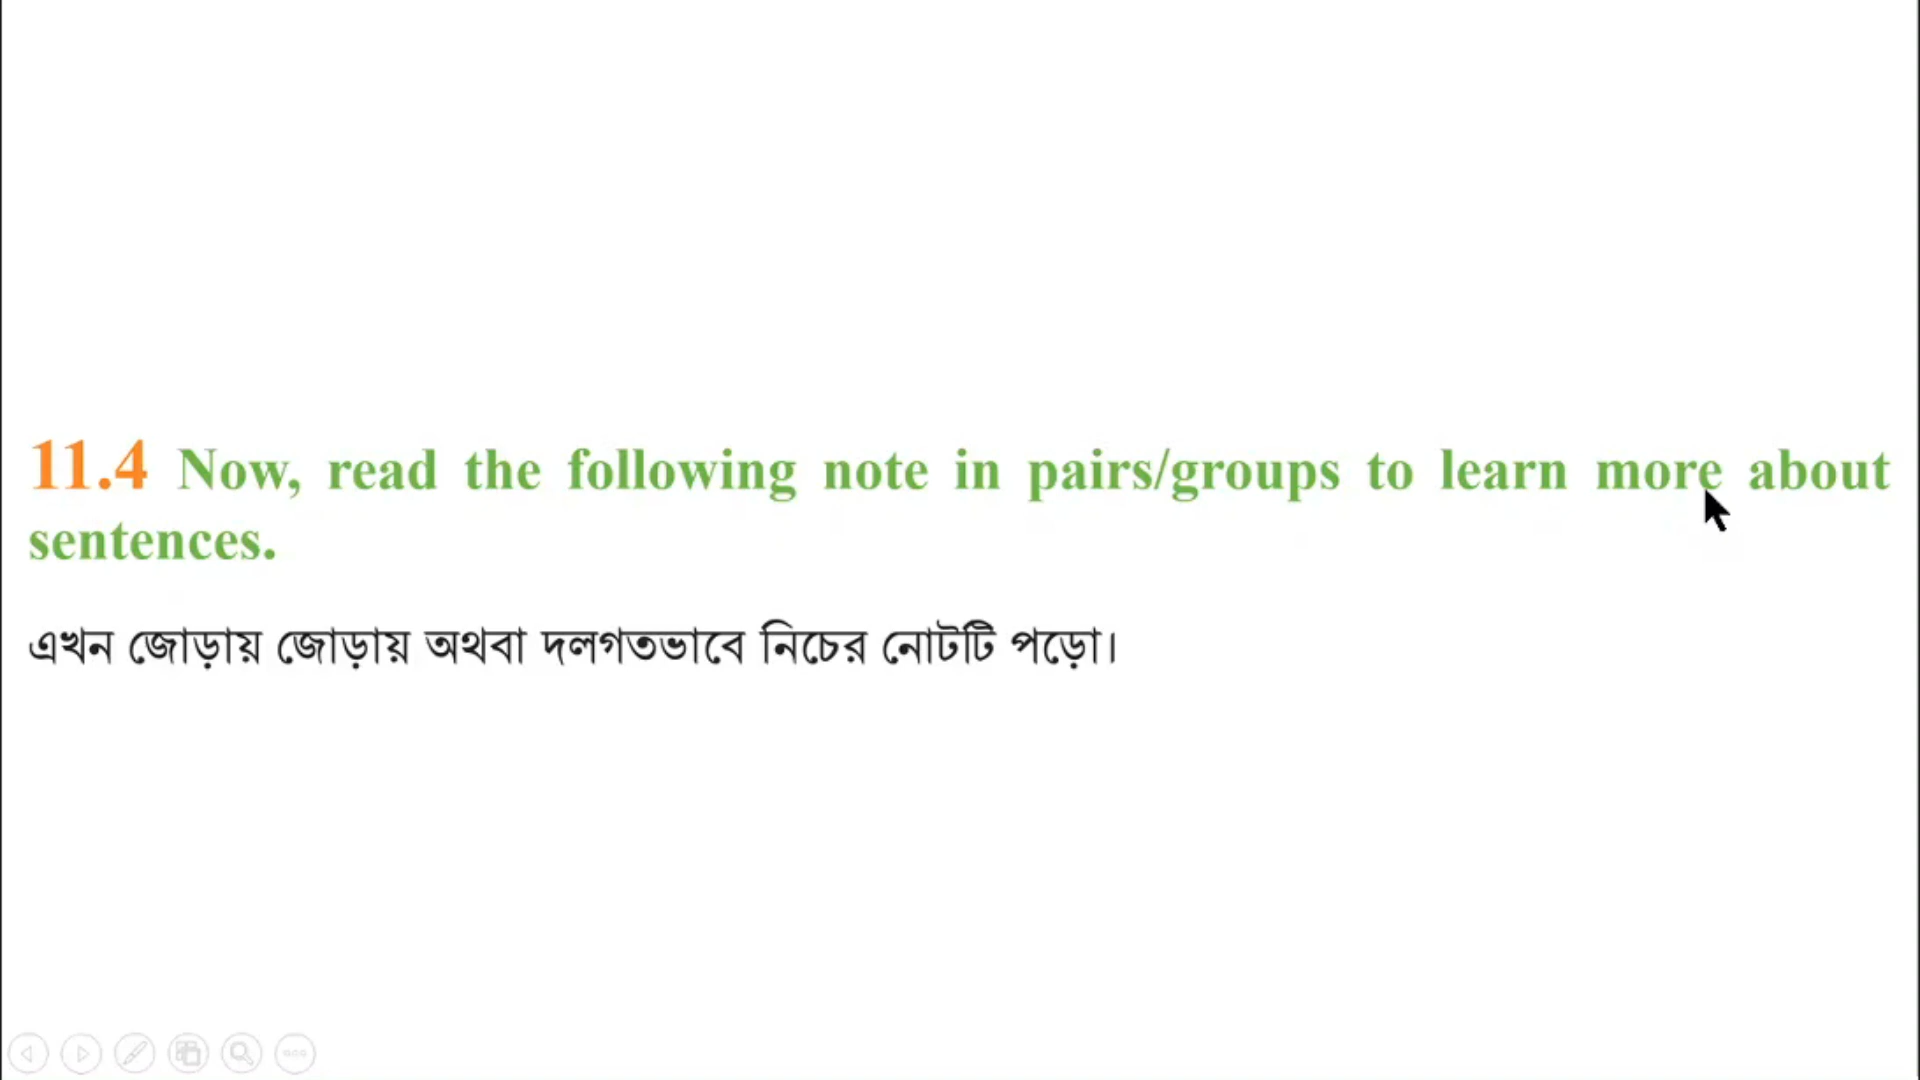 11.4 Now, read the following note in pairs/groups to learn more about
sentences.
এখন জোড়ায় জোড়ায় অথবা দলগতভাবে নিচের নোটটি পড়ো।